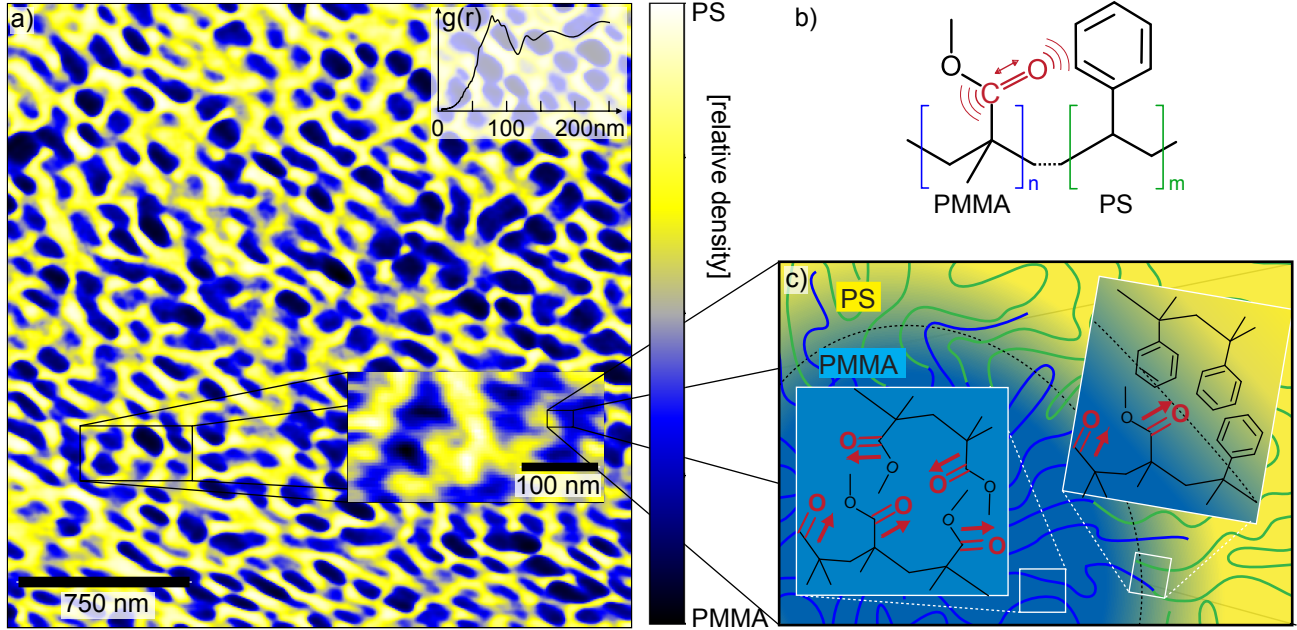 a)
g(r)
0
100
200nm
100 nm
750 nm
PS
[relative density]
PMMA
b)
O
C
O
n
m
PMMA
PS
c)
PS
PMMA
O
O
O
O
O
O
O
O
O
O
O
O